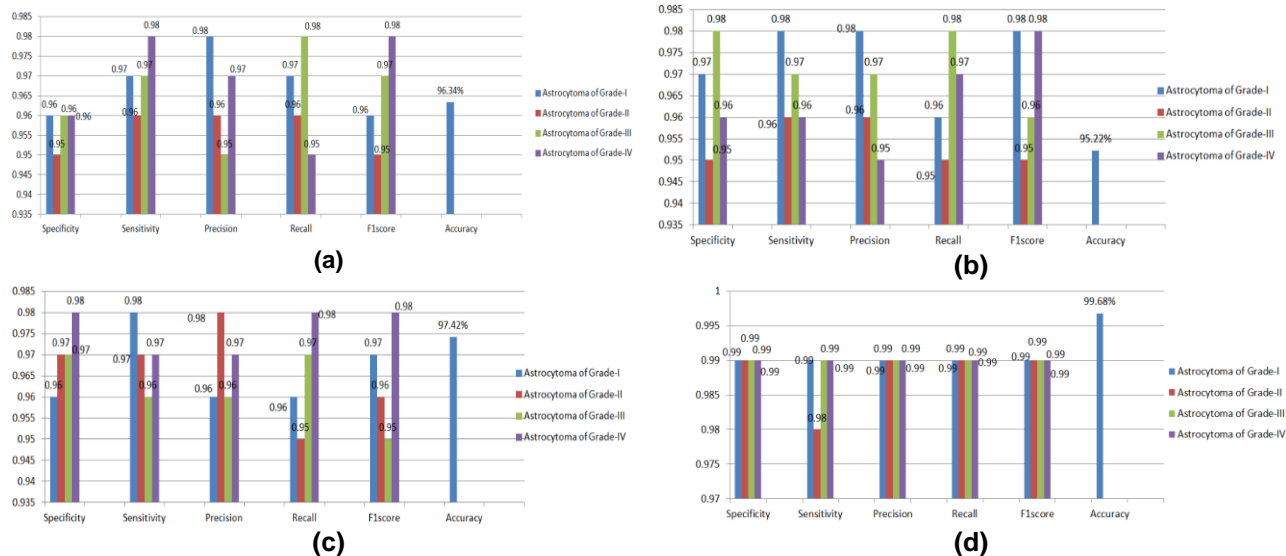 0.985
0.98
0.975
0.97
0.965
0.96
0.955
0.95
0.945
0.94
0.935
0.96
0.95
0.96
0.96
0.97
0.96
0.97
0.98
0.98
0.96
0.95
0.97
0.97
0.96
0.98
0.95
0.96
0.95
0.97
0.98
96.34%
Specificity
Sensitivity
Precision
Recall
F1score
Accuracy
Astrocytoma of Grade-I
Astrocytoma of Grade-II
Astrocytoma of Grade-III
Astrocytoma of Grade-IV
(a)
0.985
0.98
0.975
0.97
0.965
0.96
0.955
0.95
0.945
0.94
0.935
0.97
0.95
0.98
0.96
0.98
0.96
0.97
0.96
0.98
0.96
0.97
0.95
0.96
0.95
0.98
0.97
0.98
0.95
0.96
0.98
95.22%
Specificity
Sensitivity
Precision
Recall
F1score
Accuracy
Astrocytoma of Grade-I
Astrocytoma of Grade-II
Astrocytoma of Grade-III
Astrocytoma of Grade-IV
(b)
0.985
0.98
0.975
0.97
0.965
0.96
0.955
0.95
0.945
0.94
0.935
0.96
0.97
0.97
0.98
0.98
0.97
0.96
0.97
0.96
0.98
0.96
0.97
0.96
0.95
0.97
0.98
0.97
0.96
0.95
0.98
97.42%
Specificity
Sensitivity
Precision
Recall
F1score
Accuracy
Astrocytoma of Grade-I
Astrocytoma of Grade-II
Astrocytoma of Grade-III
Astrocytoma of Grade-IV
(c)
1
0.995
0.99
0.985
0.98
0.975
0.97
0.99
0.99
0.99
0.99
0.99
0.98
0.99
0.99
0.99
0.99
0.99
0.99
0.99
0.99
0.99
0.99
0.99
0.99
0.99
0.99
99.68%
Specificity
Sensitivity
Precision
Recall
F1score
Accuracy
Astrocytoma of Grade-I
Astrocytoma of Grade-II
Astrocytoma of Grade-III
Astrocytoma of Grade-IV
(d)